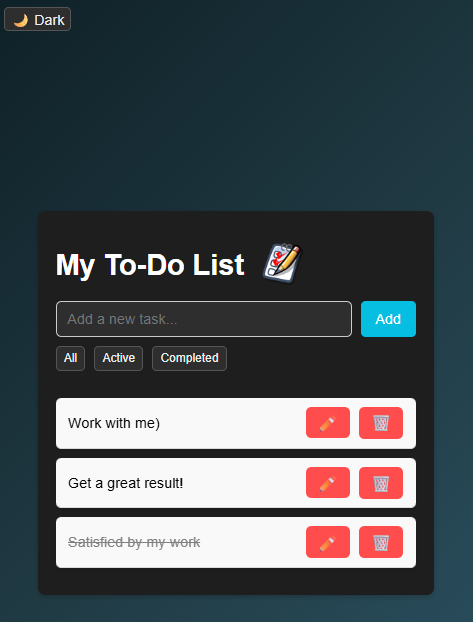 🌙 Dark
My To-Do List 📝
Add a new task...
Add
All
Active
Completed
Work with me)
Get a great result!
Satisfied by my work